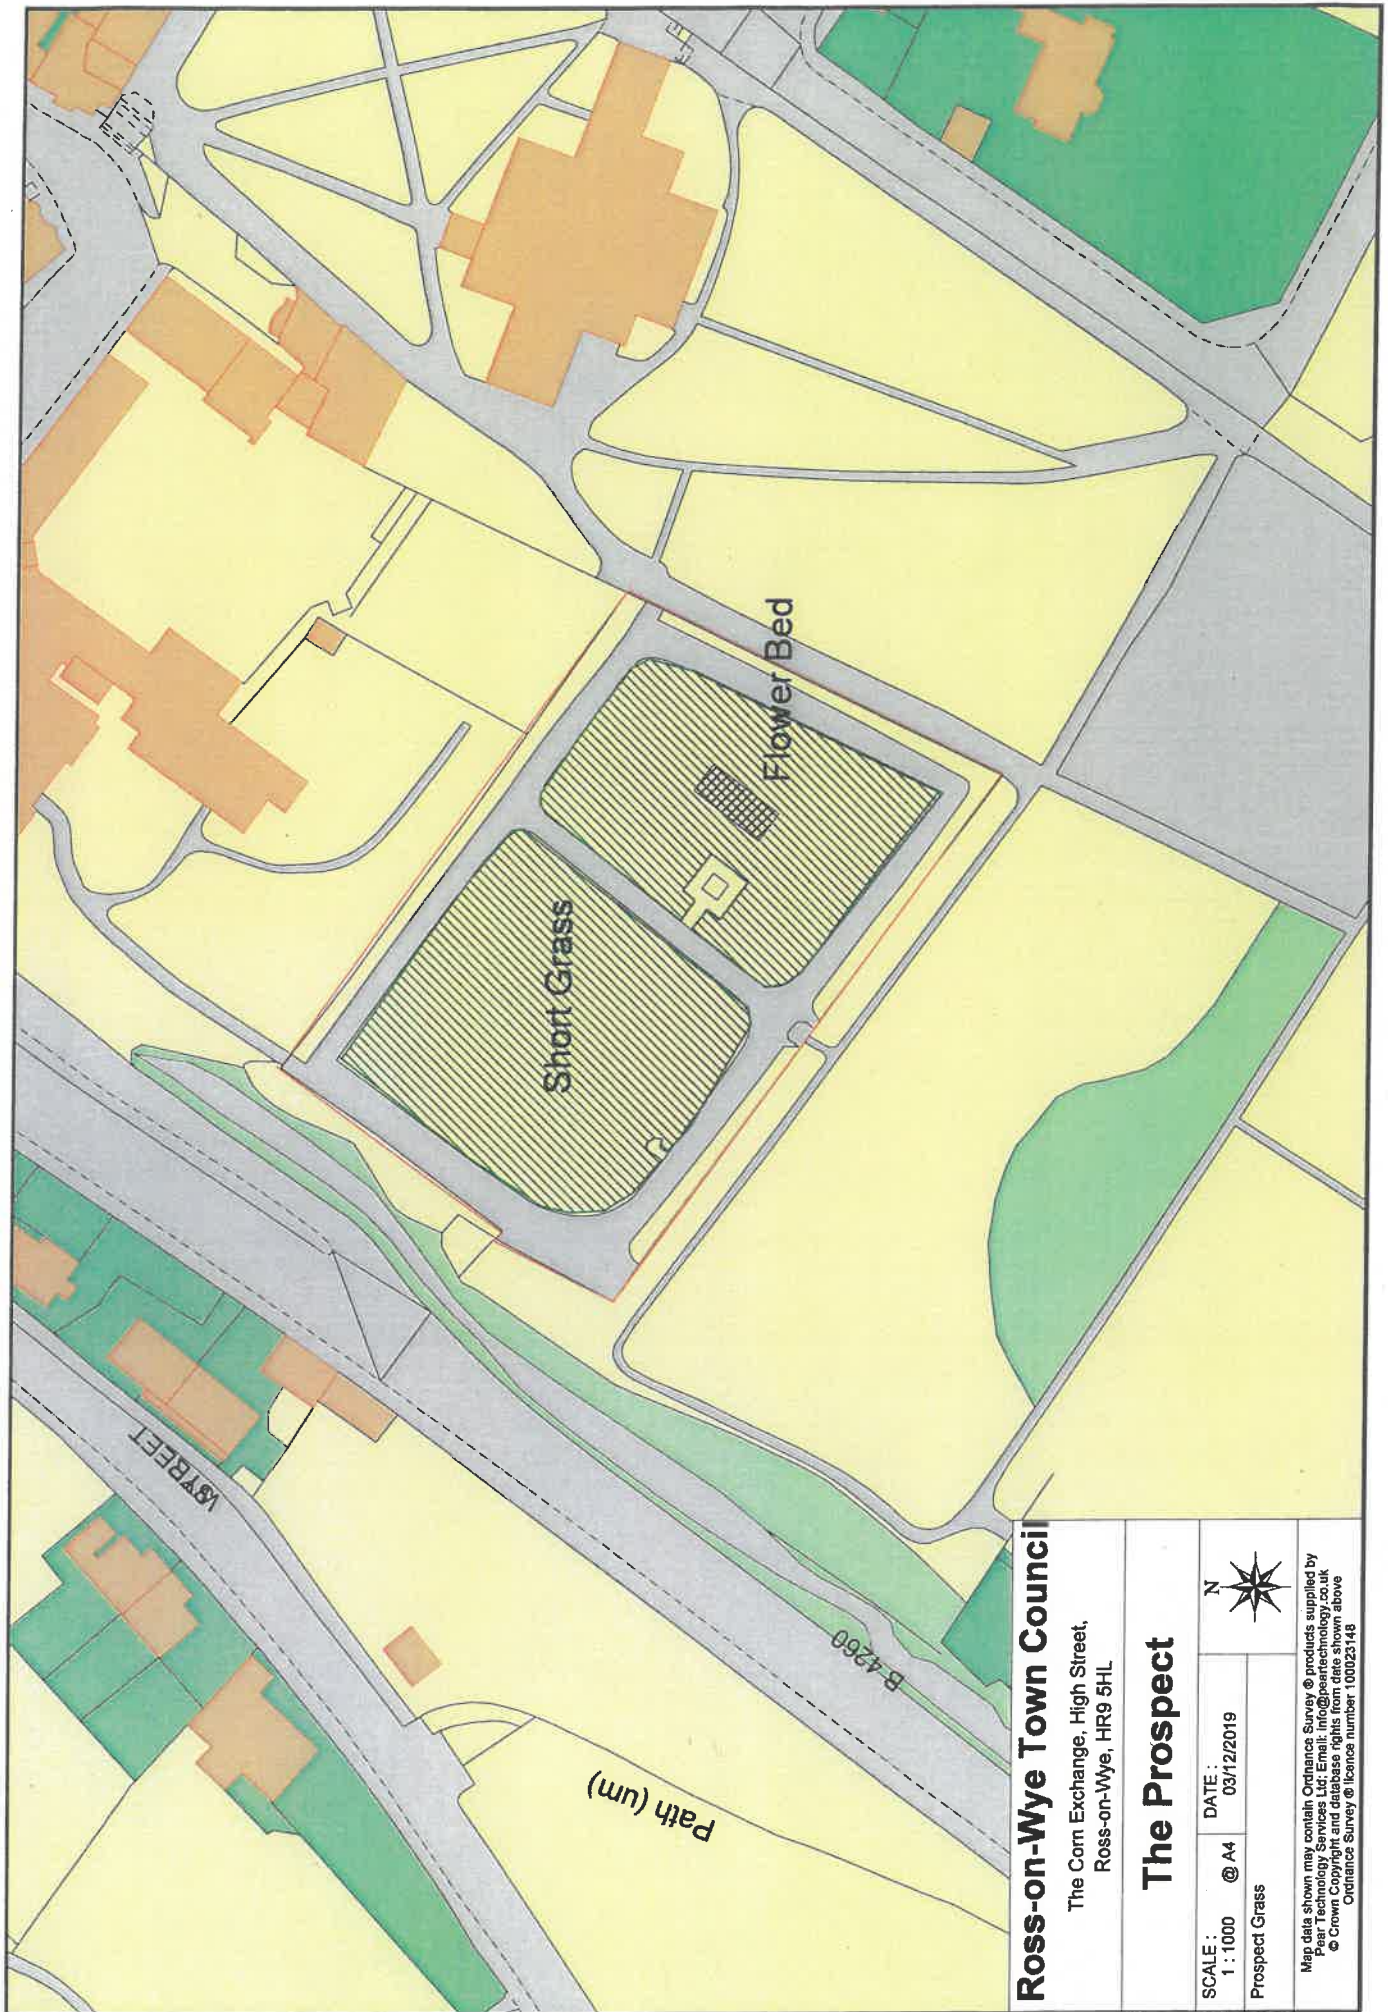 Short Grass
Flower Bed
B 4260
Path (um)
Ross-on-Wye Town Council
The Corn Exchange, High Street,
Ross-on-Wye, HR9 5HL
The Prospect
SCALE :
1 : 1000 @ A4
DATE :
03/12/2019
N
Prospect Grass
Map data shown may contain Ordnance Survey ® products supplied by
Pear Technology Services Ltd; Email: info@peartechnology.co.uk
© Crown Copyright and database rights from date shown above
Ordnance Survey ® licence number 100023148